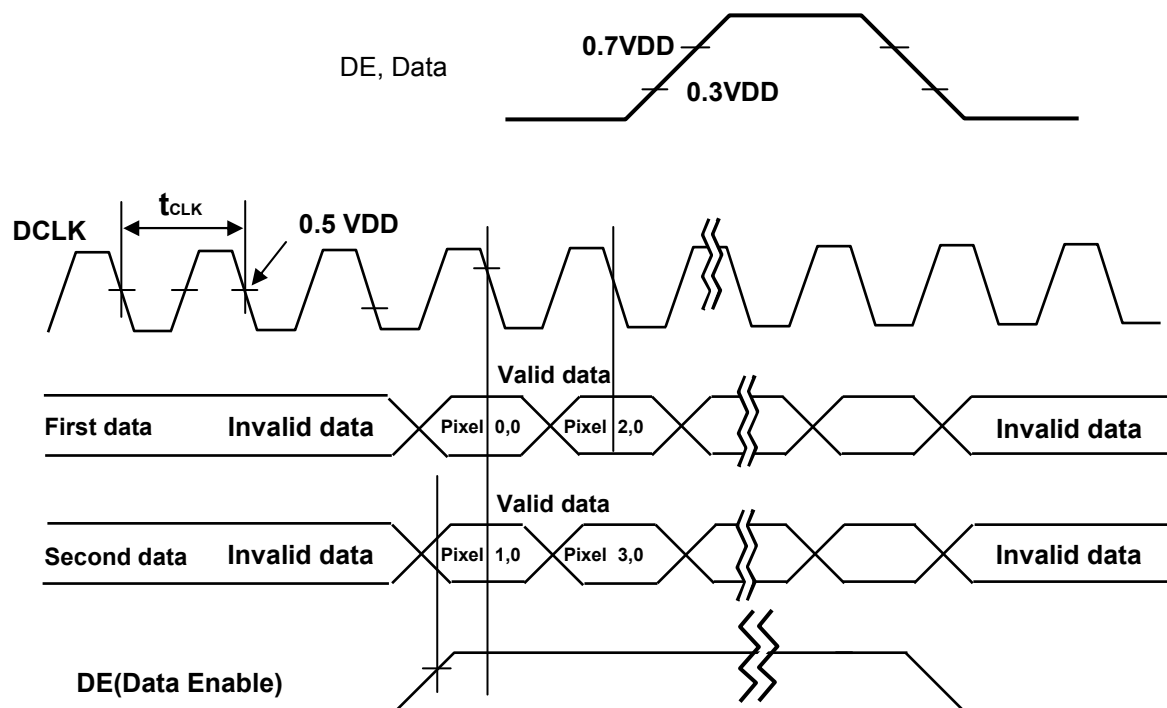 0.7VDD
DE, Data
0.3VDD
tCLK
0.5 VDD
DCLK
Valid data
First data
Invalid data
Pixel 0,0
Pixel 2,0
Invalid data
Valid data
Second data
Invalid data
Pixel 1,0
Pixel 3,0
Invalid data
DE(Data Enable)